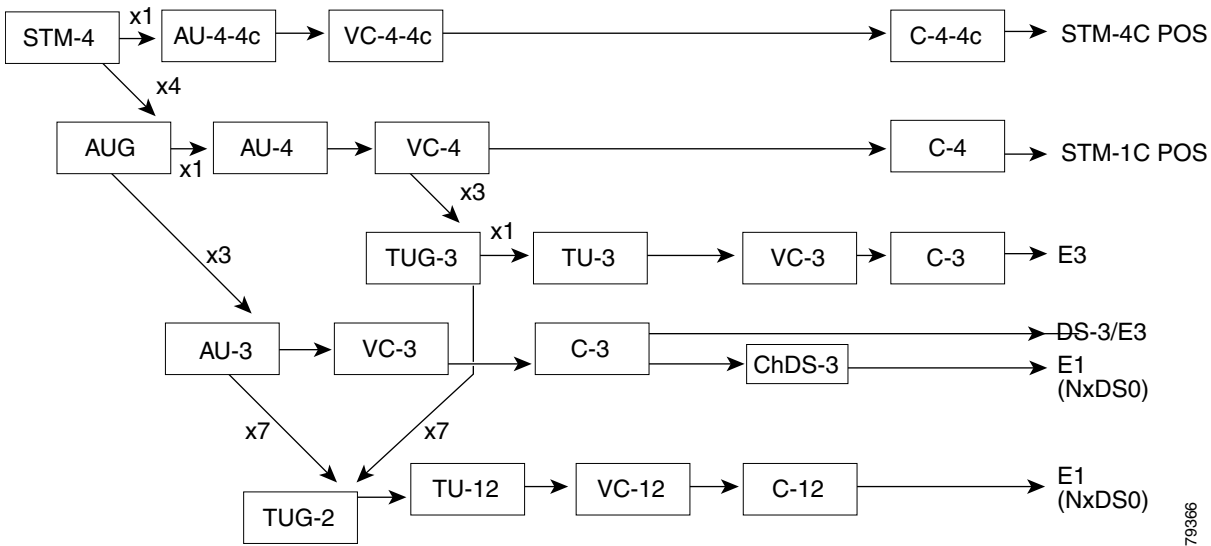 x1
STM-4
AU-4-4c
VC-4-4c
C-4-4c
STM-4C POS
x4
AUG
x1
AU-4
VC-4
C-4
STM-1C POS
x3
x3
TUG-3
x1
TU-3
VC-3
C-3
E3
AU-3
VC-3
C-3
DS-3/E3
ChDS-3
E1
(NxDS0)
x7
x7
TUG-2
TU-12
VC-12
C-12
E1
(NxDS0)
79366